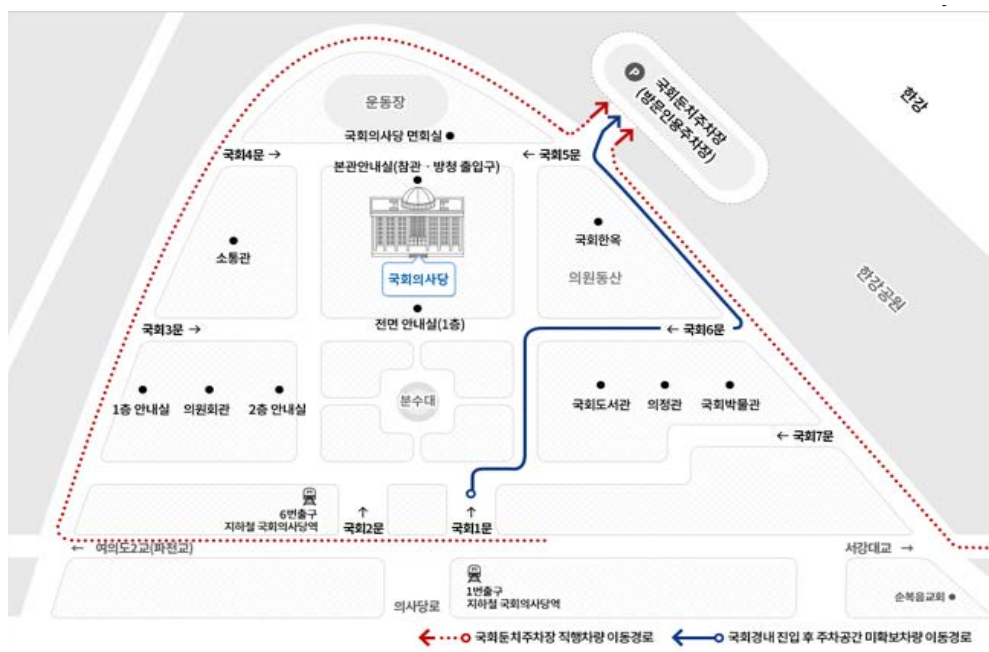 한강
P
국회둔치주차장
(방문인용주차장)
운동장
국회의사당 면회실 ●
국회4문 →
← 국회5문
본관안내실(참관 · 방청 출입구)
소통관
국회의사당
국회한옥
의원동산
한강공원
전면 안내실(1층)
국회3문 →
← 국회6문
1층 안내실 의원회관 2층 안내실
분수대
국회도서관 의정관 국회박물관
← 국회7문
6번출구
지하철 국회의사당역
↑
국회2문
↑
국회1문
← 여의도2교(파천교)
서강대교 →
1번출구
지하철 국회의사당역
의사당로
순복음교회 ●
국회둔치주차장 직행차량 이동경로
국회경내 진입 후 주차공간 미확보차량 이동경로